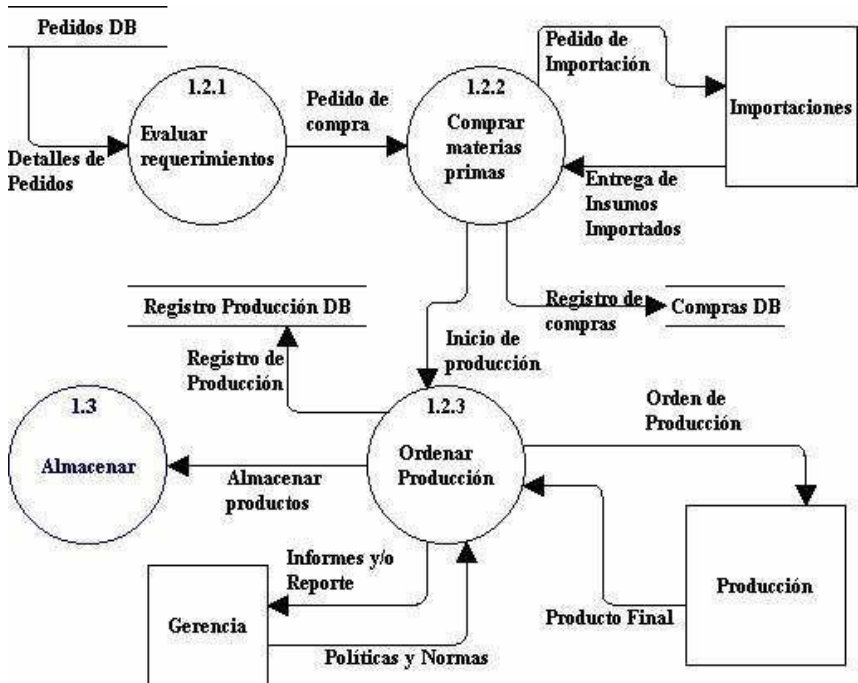 Pedidos DB
Detalles de
Pedidos
1.2.1
Evaluar
requerimientos
Pedido de
compra
1.2.2
Comprar
materias
primas
Pedido de
Importación
Importaciones
Entrega de
Insumos
Importados
Registro Producción DB
Registro de
Producción
Inicio de
producción
Registro de
compras
Compras DB
1.3
Almacenar
Almacenar
productos
1.2.3
Ordenar
Producción
Orden de
Producción
Producción
Producto Final
Informes y/o
Reporte
Gerencia
Políticas y Normas